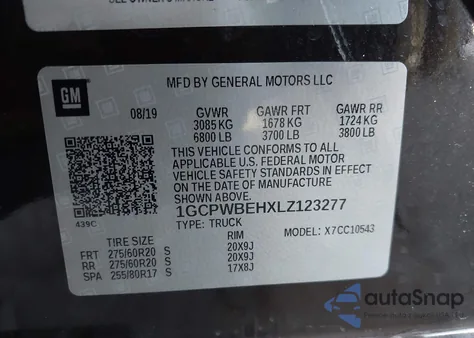 SEE OWNER'S MANUAL
MFD BY GENERAL MOTORS LLC
GM
08/19 GVWR GAWR FRT GAWR RR
3085 KG 1678 KG 1724 KG
6800 LB 3700 LB 3800 LB
THIS VEHICLE CONFORMS TO ALL
APPLICABLE U.S. FEDERAL MOTOR
VEHICLE SAFETY STANDARDS IN EFFECT
ON THE DATE OF MANUFACTURE
SHOWN ABOVE.
1GCPWBEHXLZ123277
439C
TYPE: TRUCK MODEL: X7CC10543
TIRE SIZE RIM
FRT 275/60R20 S 20X9J
RR 275/60R20 S 20X9J
SPA 255/80R17 S 17X8J
autoSnap